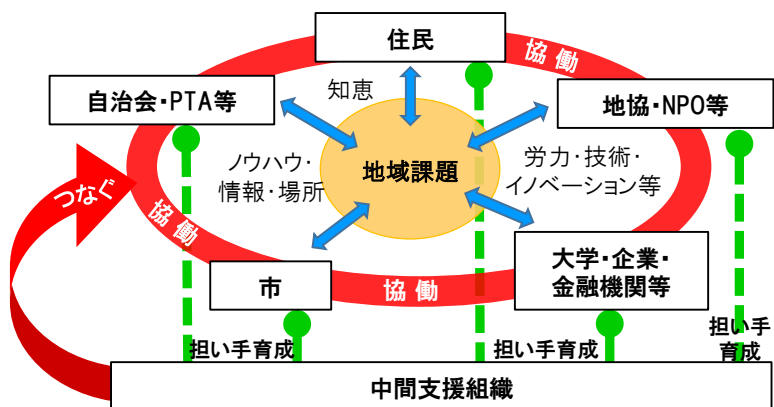 住民
協働
自治会・PTA等
知恵
地協・NPO等
ノウハウ・
情報・場所
地域課題
労力・技術・
イノベーション等
つなぐ
協働
市
協働
大学・企業・
金融機関等
担い手育成
担い手育成
担い手
育成
中間支援組織